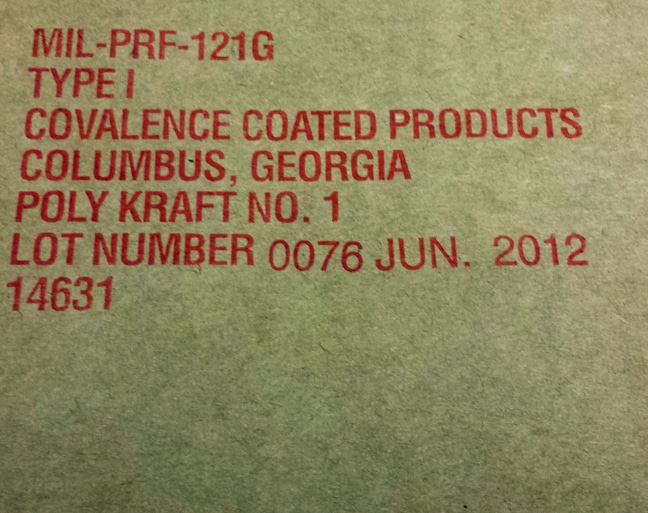 MIL-PRF-121G
TYPE I
COVALENCE COATED PRODUCTS
COLUMBUS, GEORGIA
POLY KRAFT NO. 1
LOT NUMBER 0076 JUN. 2012
14631